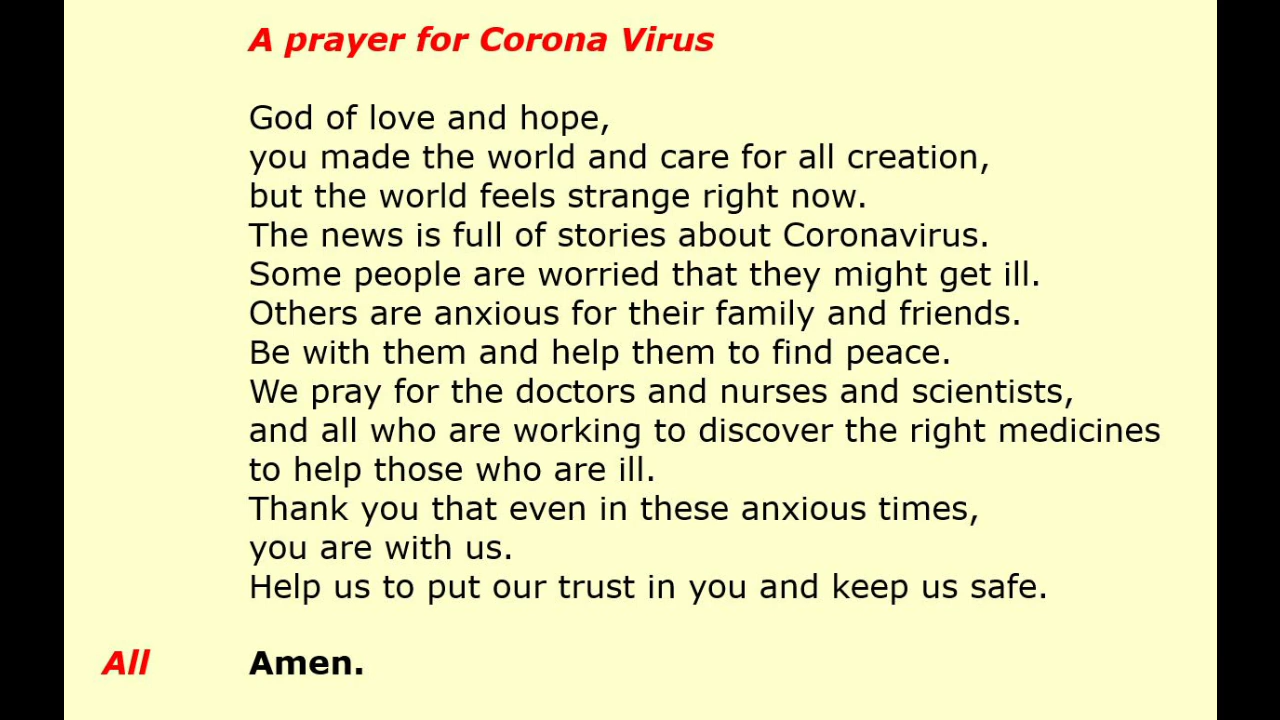 A prayer for Corona Virus
God of love and hope,
you made the world and care for all creation,
but the world feels strange right now.
The news is full of stories about Coronavirus.
Some people are worried that they might get ill.
Others are anxious for their family and friends.
Be with them and help them to find peace.
We pray for the doctors and nurses and scientists,
and all who are working to discover the right medicines
to help those who are ill.
Thank you that even in these anxious times,
you are with us.
Help us to put our trust in you and keep us safe.
All Amen.